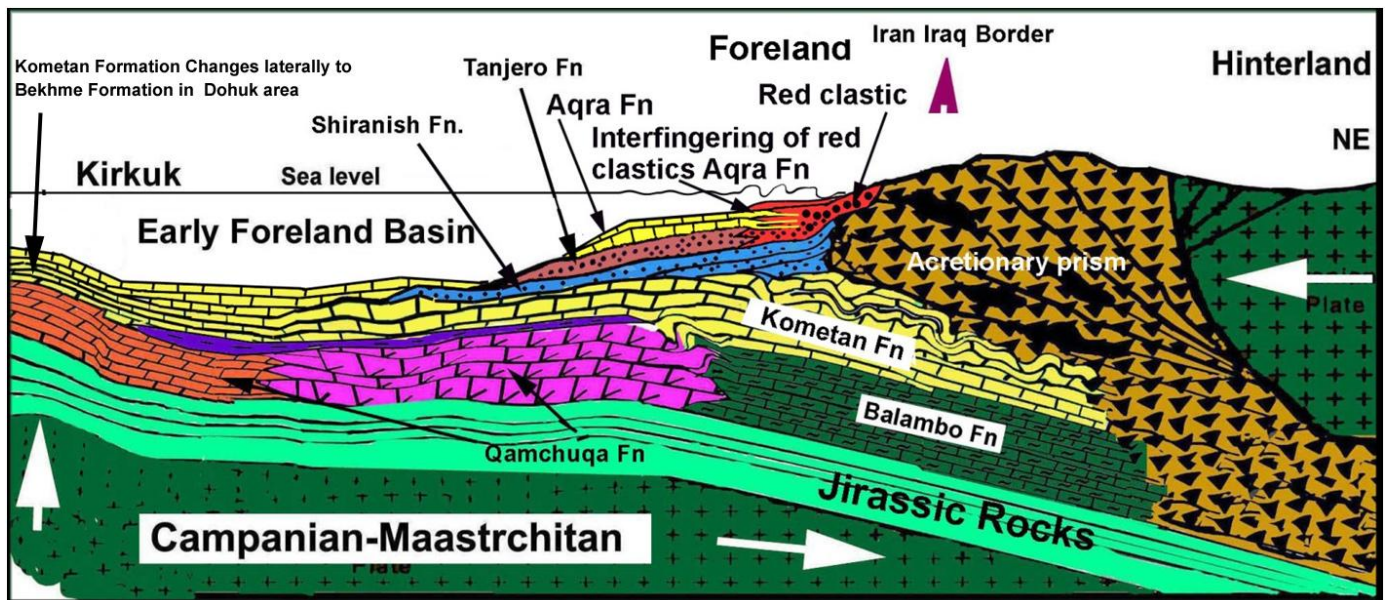 Kometan Formation Changes laterally to
Bekhme Formation in Dohuk area
Tanjero Fn
Foreland
Iran Iraq Border
Hinterland
Aqra Fn
Red clastic
Shiranish Fn.
Interfingering of red
clastics Aqra Fn
NE
Kirkuk
Sea level
Early Foreland Basin
Acretionary prism
Plate
Kometan Fn
Balambo Fn
Qamchuqa Fn
Jirassic Rocks
Campanian-Maastrchitan
Plate